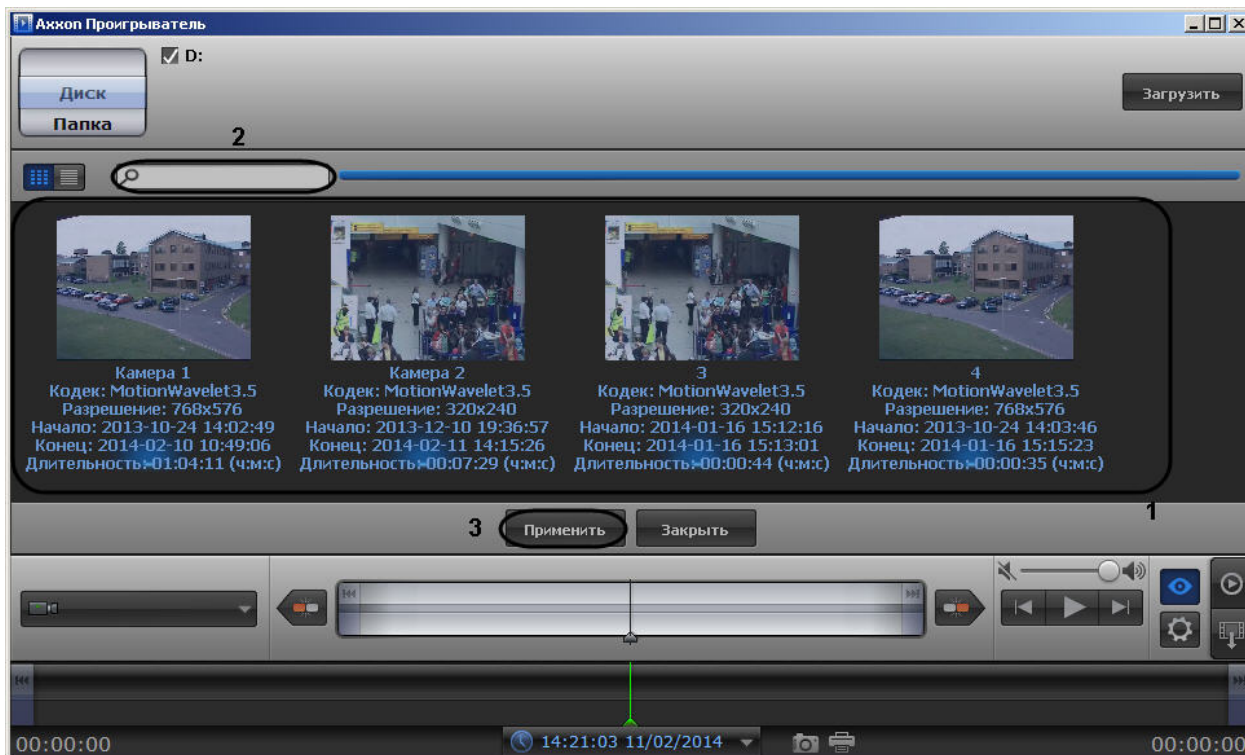 Аххоn Проигрыватель
D:
Диск
Папка
Загрузить
2
Камера 1
Кодек: MotionWavelet3.5
Разрешение: 768x576
Начало: 2013-10-24 14:02:49
Конец: 2014-02-10 10:49:06
Длительность:01:04:11 (ч:м:с)
Камера 2
Кодек: MotionWavelet3.5
Разрешение: 320x240
Начало: 2013-12-10 19:36:57
Конец: 2014-02-11 14:15:26
Длительность:00:07:29 (ч:м:с)
3
Кодек: MotionWavelet3.5
Разрешение: 320x240
Начало: 2014-01-16 15:12:16
Конец: 2014-01-16 15:13:01
Длительность:00:00:44 (ч:м:с)
4
Кодек: MotionWavelet3.5
Разрешение: 768x576
Начало: 2013-10-24 14:03:46
Конец: 2014-01-16 15:15:23
Длительность:00:00:35 (ч:м:с)
1
3
Применить
Закрыть
00:00:00
14:21:03 11/02/2014
00:00:00